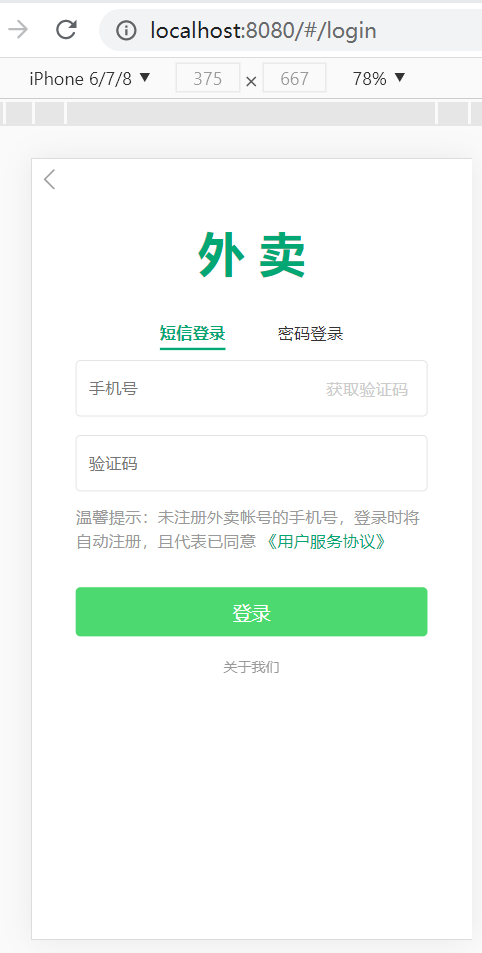 localhost:8080/#/login
iPhone 6/7/8 ▼ 375 × 667 78% ▼
外 卖
短信登录 密码登录
手机号 获取验证码
验证码
温馨提示：未注册外卖帐号的手机号，登录时将
自动注册，且代表已同意 《用户服务协议》
登录
关于我们